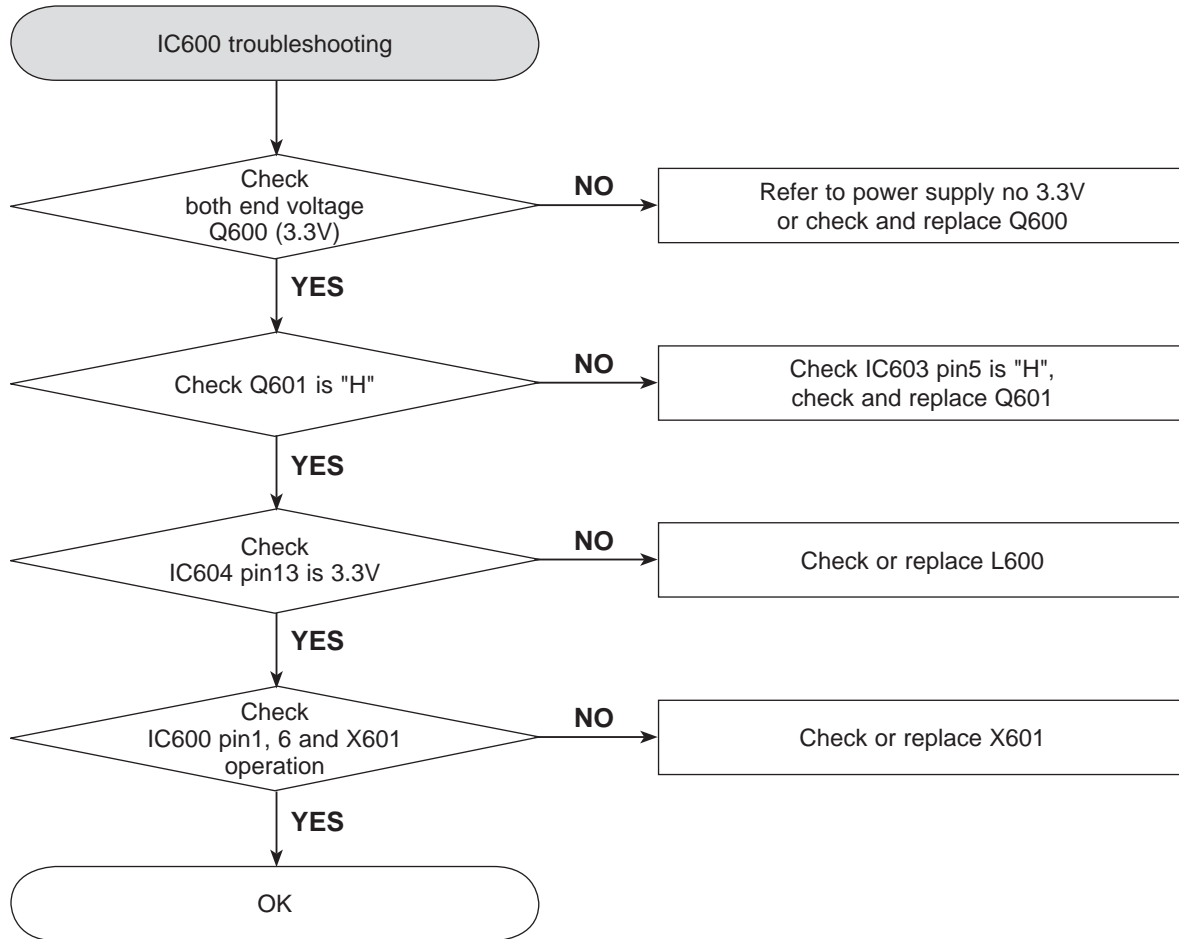 IC600 troubleshooting
Check
both end voltage
Q600 (3.3V)
NO
Refer to power supply no 3.3V
or check and replace Q600
YES
Check Q601 is "H"
NO
Check IC603 pin5 is "H",
check and replace Q601
YES
Check
IC604 pin13 is 3.3V
NO
Check or replace L600
YES
Check
IC600 pin1, 6 and X601
operation
NO
Check or replace X601
YES
OK